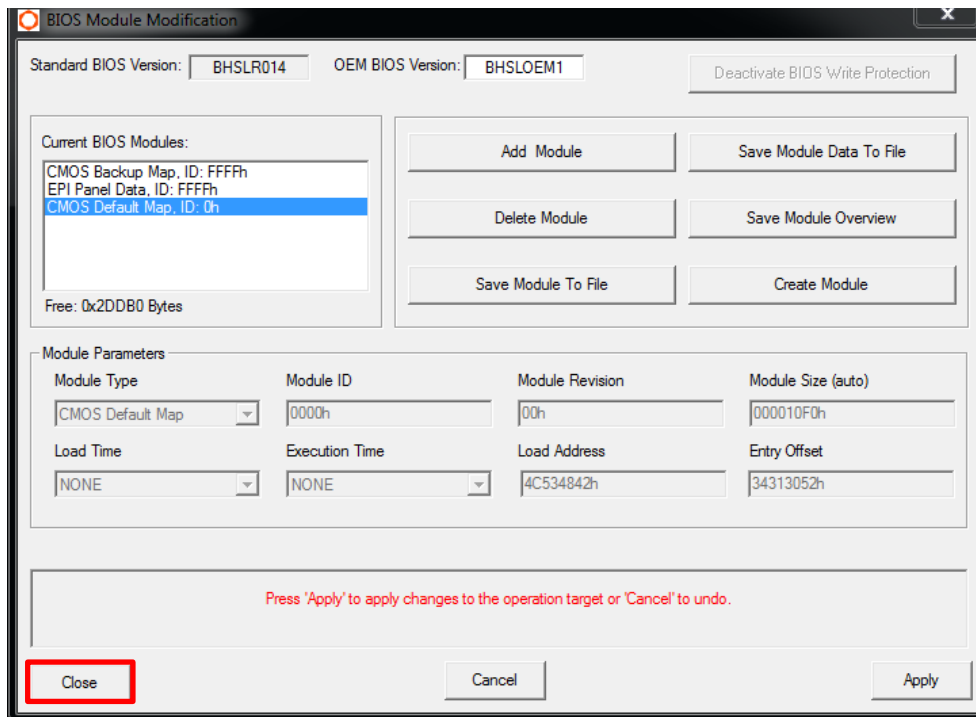 BIOS Module Modification
X
Standard BIOS Version: BHSLR014 OEM BIOS Version: BHSLOEM1 Deactivate BIOS Write Protection
Current BIOS Modules:
CMOS Backup Map, ID: FFFFh
EPI Panel Data, ID: FFFFh
CMOS Default Map, ID: 0h
Free: 0x2DDB0 Bytes
Add Module Save Module Data To File
Delete Module Save Module Overview
Save Module To File Create Module
Module Parameters
Module Type Module ID Module Revision Module Size (auto)
CMOS Default Map 0000h 00h 000010F0h
Load Time Execution Time Load Address Entry Offset
NONE NONE 4C534842h 34313052h
Press 'Apply' to apply changes to the operation target or 'Cancel' to undo.
Close Cancel Apply